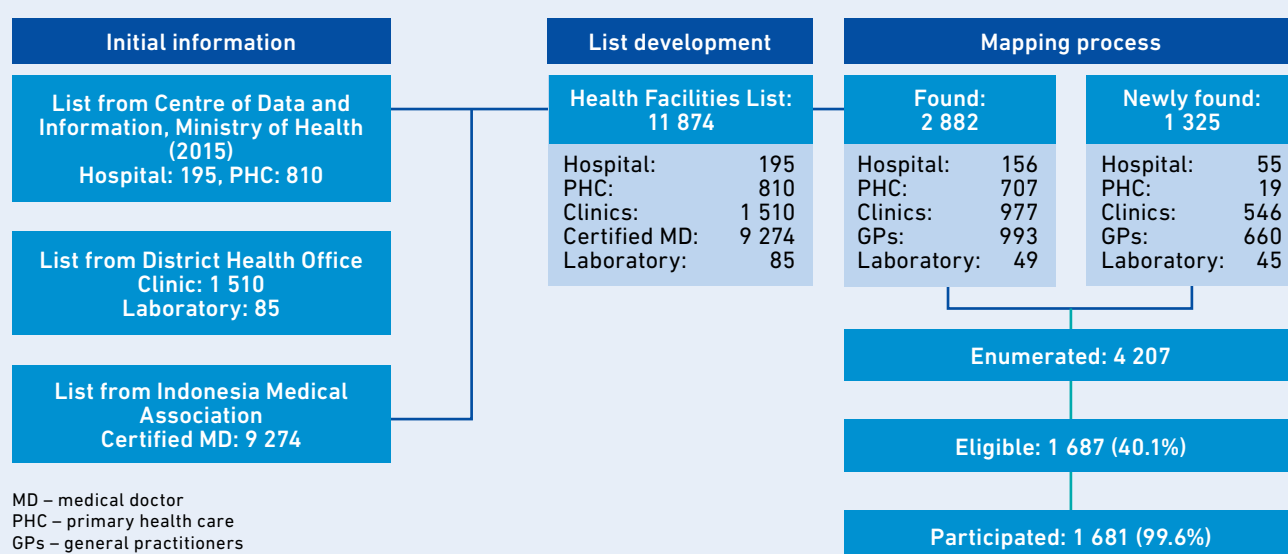 Initial information
List from Centre of Data and
Information, Ministry of Health
(2015)
Hospital: 195, PHC: 810
List from District Health Office
Clinic: 1 510
Laboratory: 85
List from Indonesia Medical
Association
Certified MD: 9 274
MD – medical doctor
PHC – primary health care
GPs – general practitioners
List development
Health Facilities List:
11 874
Hospital: 195
PHC: 810
Clinics: 1 510
Certified MD: 9 274
Laboratory: 85
Mapping process
Found:
2 882
Hospital: 156
PHC: 707
Clinics: 977
GPs: 993
Laboratory: 49
Newly found:
1 325
Hospital: 55
PHC: 19
Clinics: 546
GPs: 660
Laboratory: 45
Enumerated: 4 207
Eligible: 1 687 (40.1%)
Participated: 1 681 (99.6%)